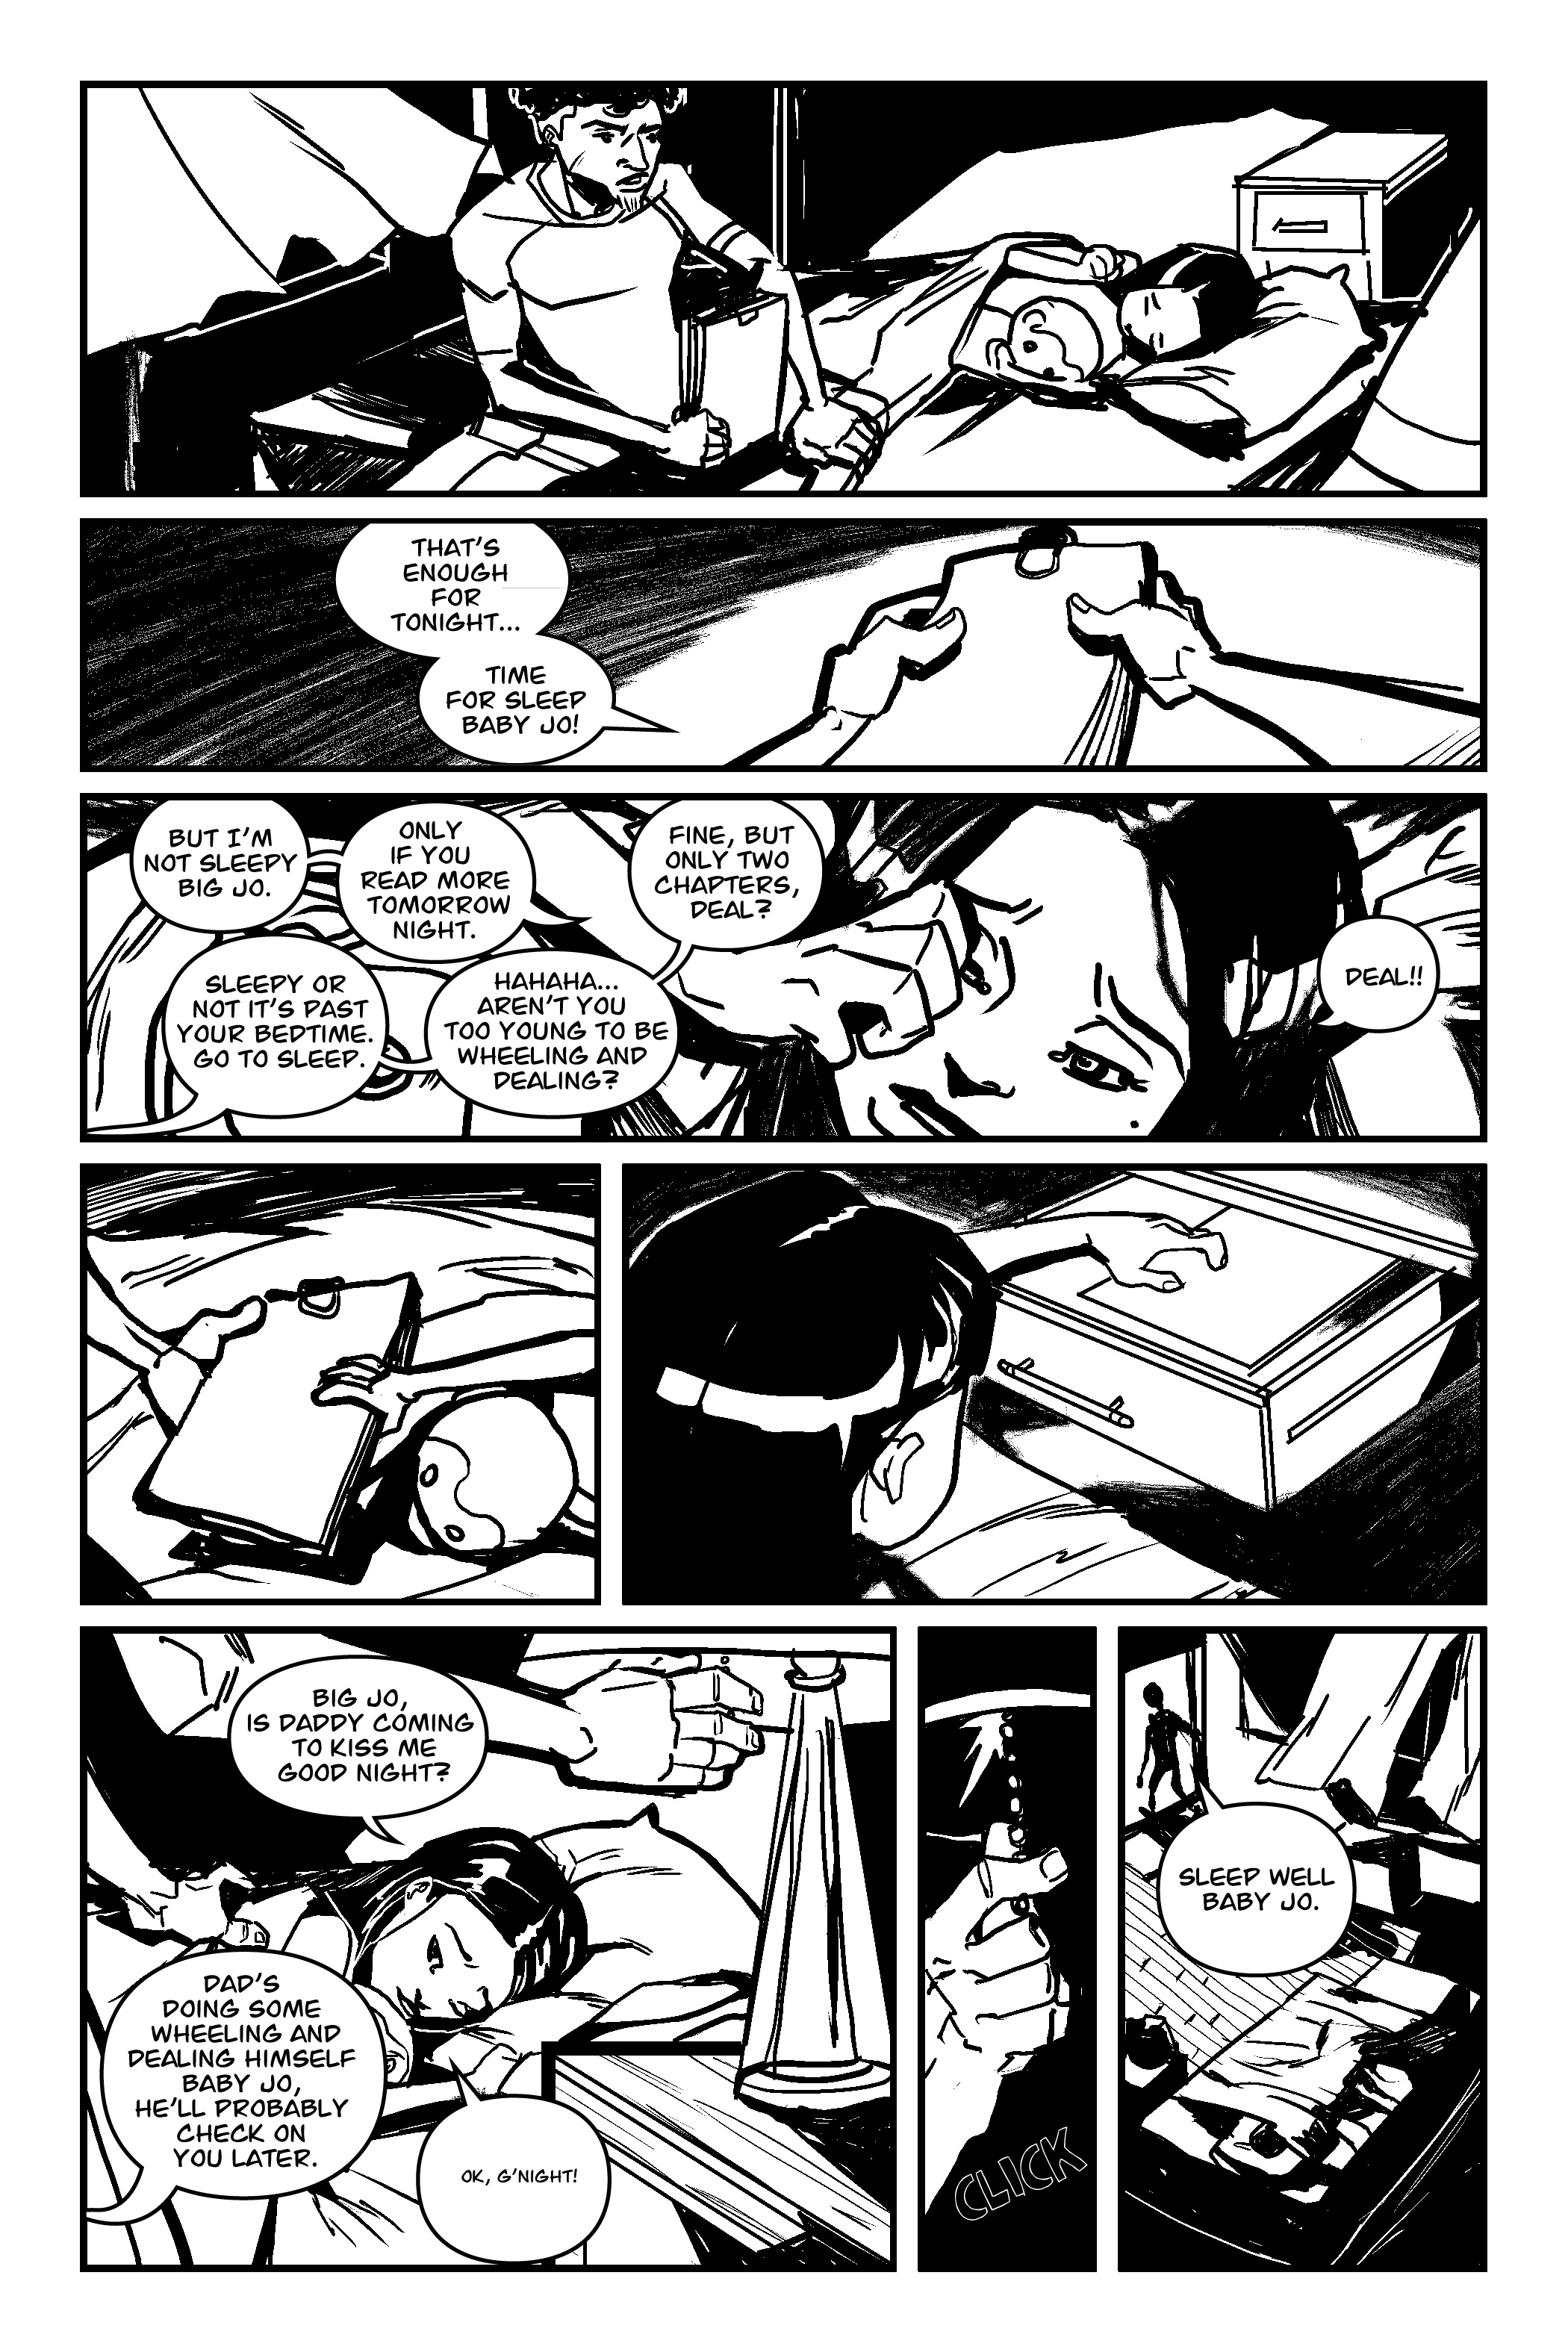 THAT'S
ENOUGH
FOR
TONIGHT...
TIME
FOR SLEEP
BABY JO!
BUT I'M
NOT SLEEPY
BIG JO.
SLEEPY OR
NOT IT'S PAST
YOUR BEDTIME.
GO TO SLEEP.
ONLY
IF YOU
READ MORE
TOMORROW
NIGHT.
HAHAHA...
AREN'T YOU
TOO YOUNG TO BE
WHEELING AND
DEALING?
FINE, BUT
ONLY TWO
CHAPTERS,
DEAL?
DEAL!!
BIG JO,
IS DADDY COMING
TO KISS ME
GOOD NIGHT?
DAD'S
DOING SOME
WHEELING AND
DEALING HIMSELF
BABY JO,
HE'LL PROBABLY
CHECK ON
YOU LATER.
OK, G'NIGHT!
CLICK
SLEEP WELL
BABY JO.